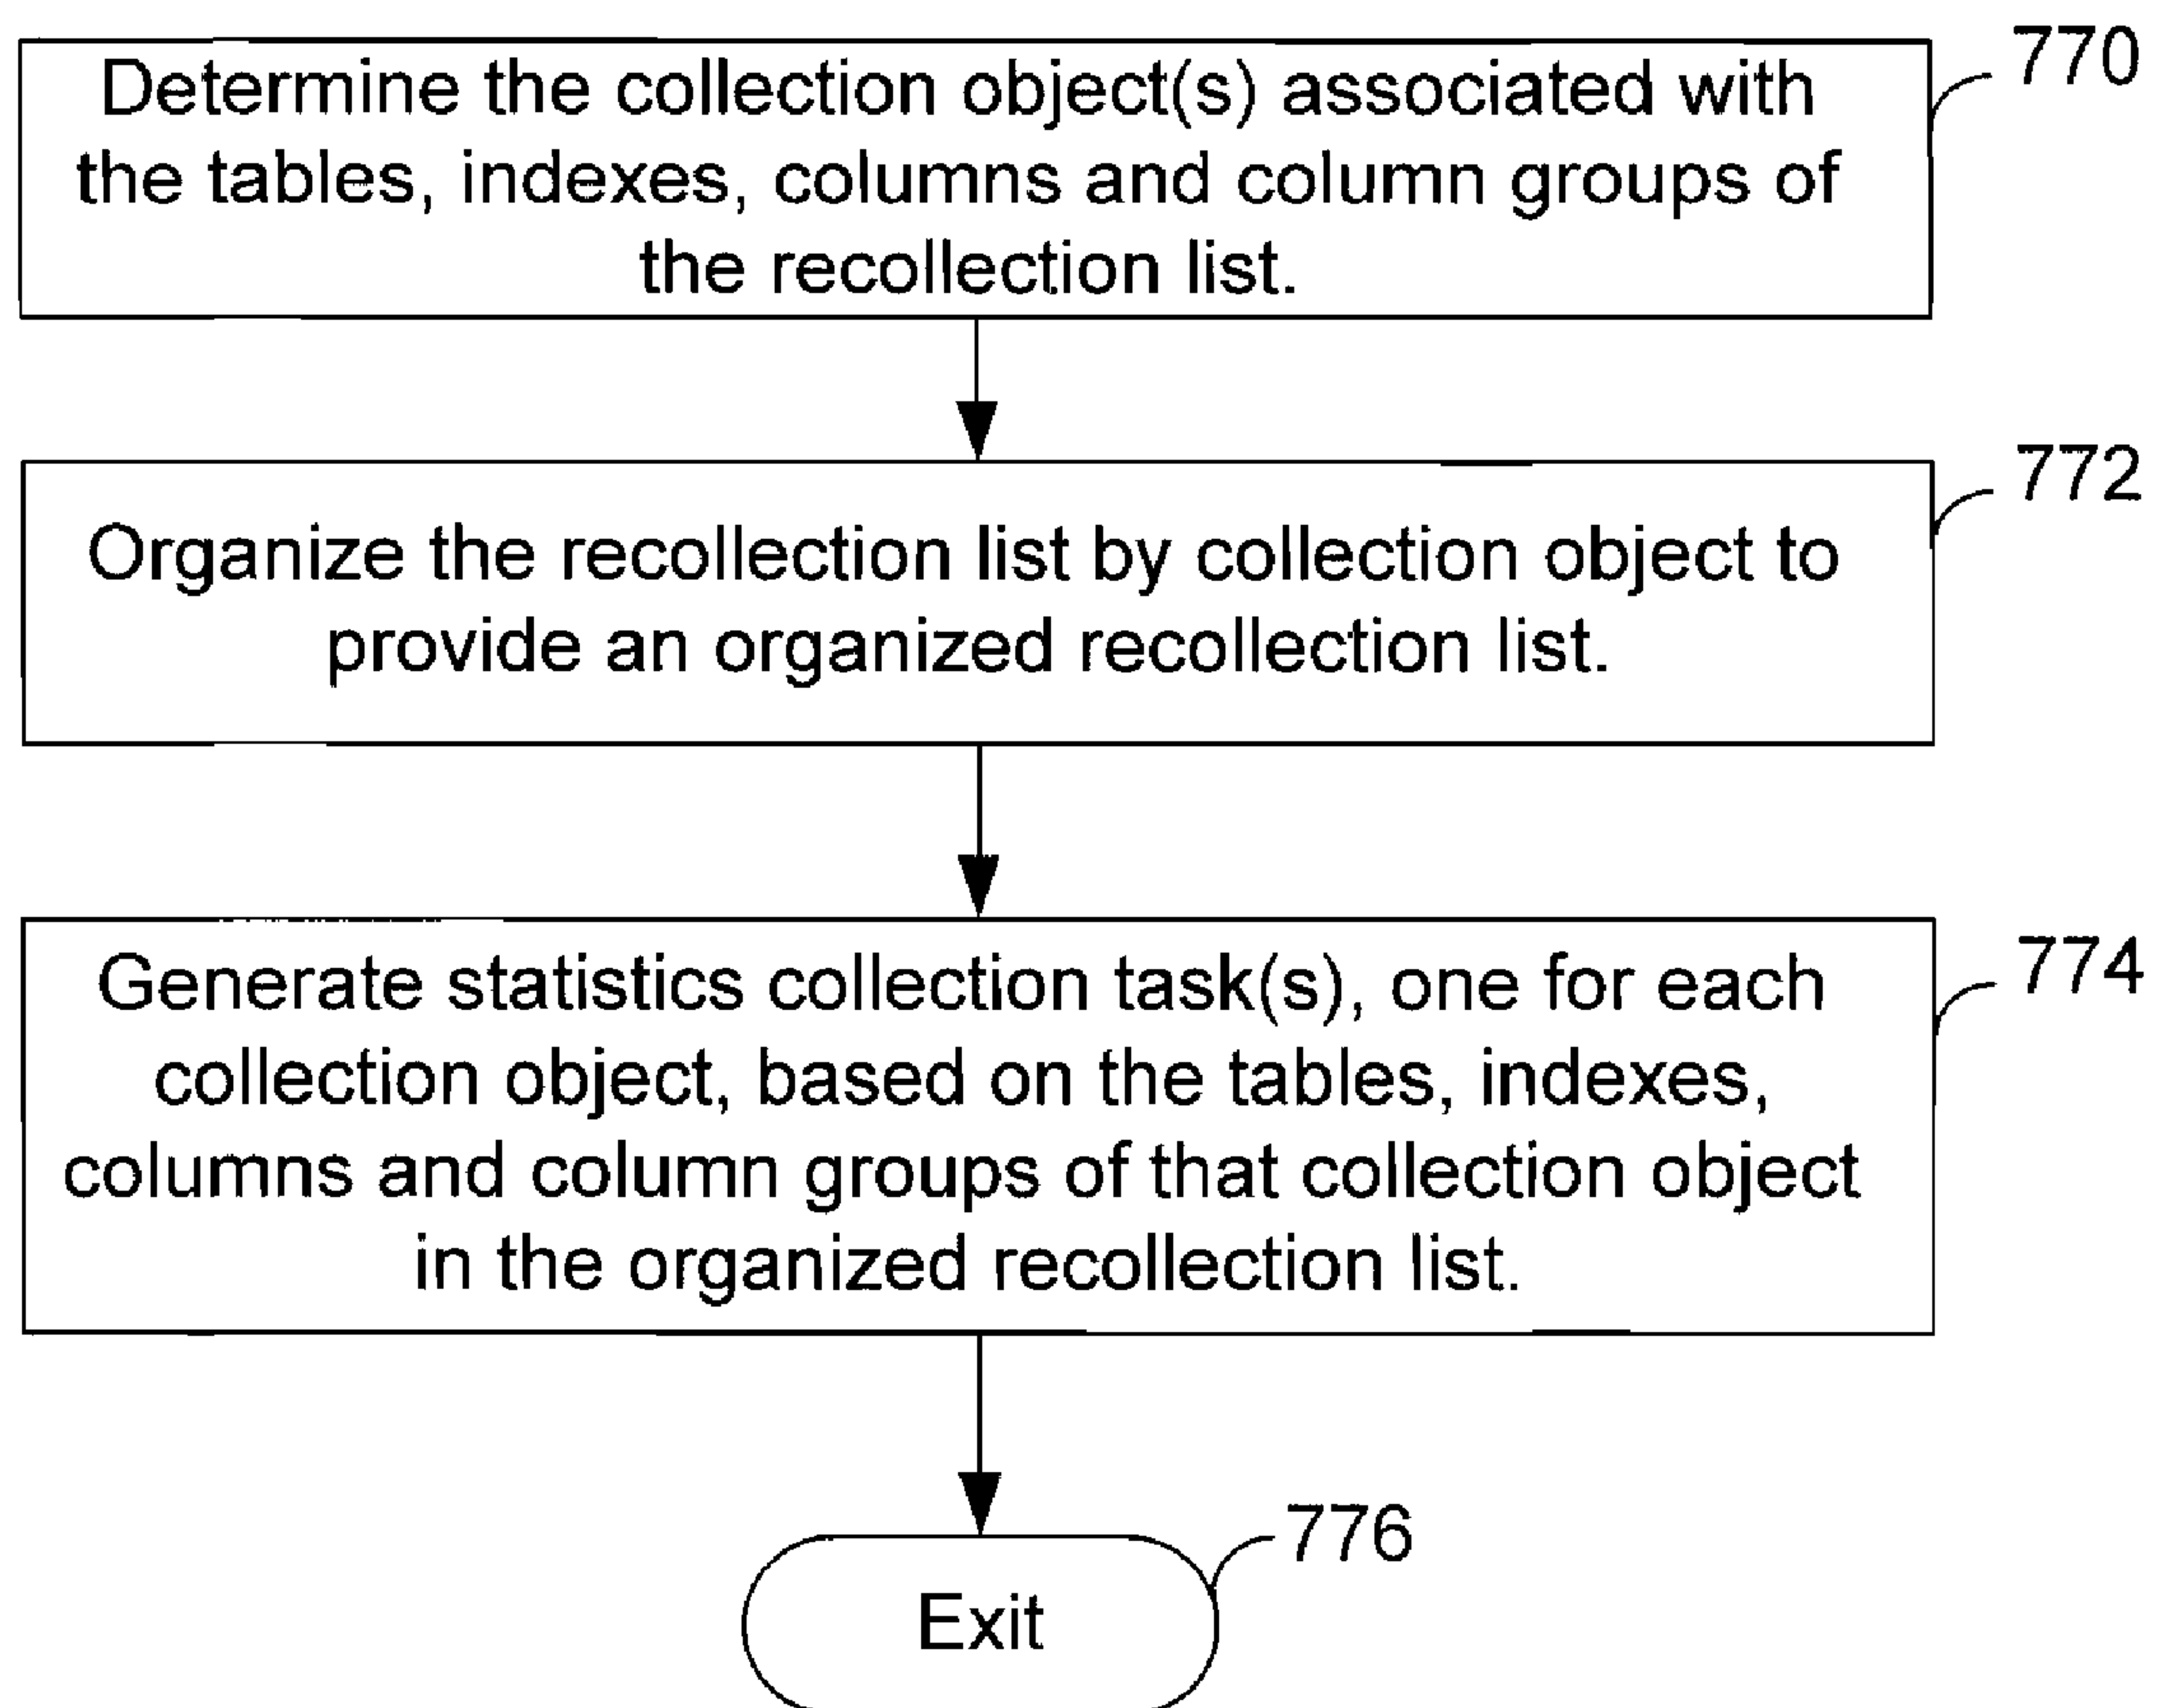 770
Determine the collection object(s) associated with
the tables, indexes, columns and column groups of
the recollection list.
772
Organize the recollection list by collection object to
provide an organized recollection list.
774
Generate statistics collection task(s), one for each
collection object, based on the tables, indexes,
columns and column groups of that collection object
in the organized recollection list.
776
Exit